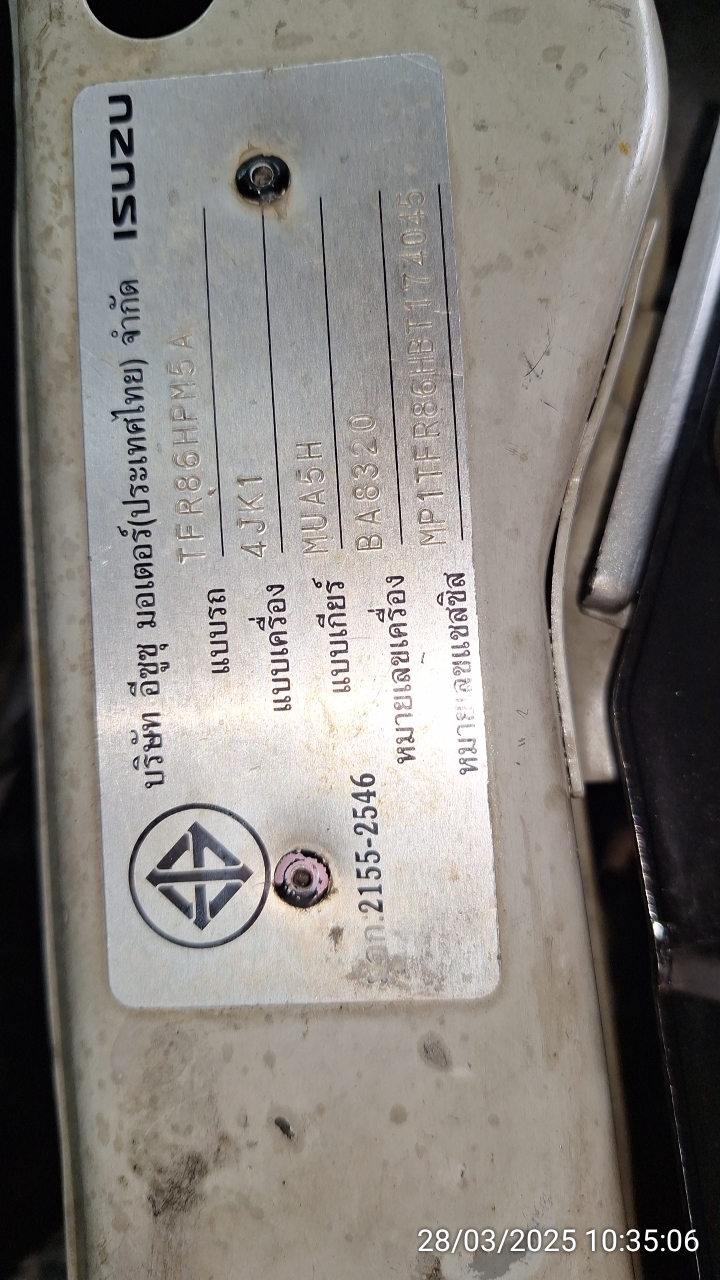 บริษัท อีซูซุ มอเตอร์(ประเทศไทย) จำกัด ISUZU
แบบรถ TFR86HPM5A
แบบเครื่อง 4JK1
แบบเกียร์ MUA5H
หมายเลขเครื่อง BA8320
หมายเลขแชสซิส MP1TFR86HBT174045
มอก.2155-2546
28/03/2025 10:35:06